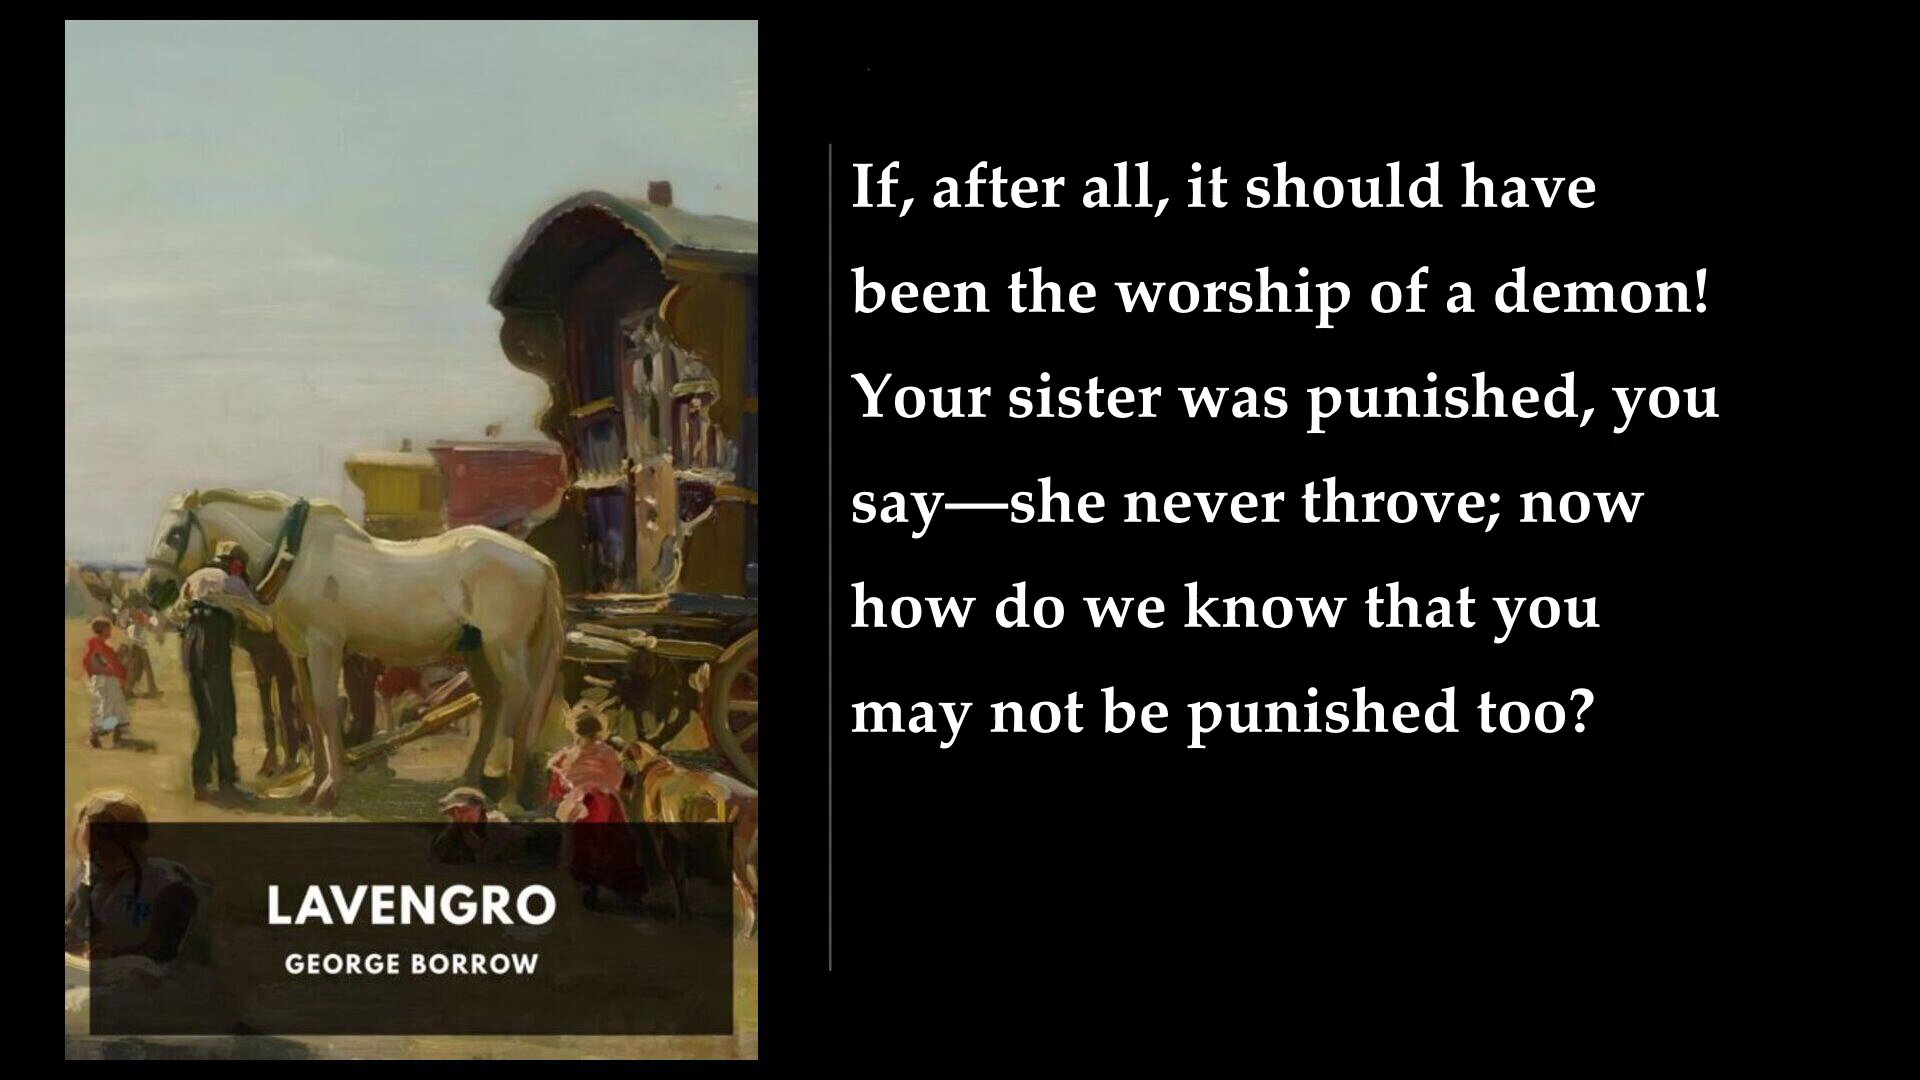 LAVENGRO
GEORGE BORROW
If, after all, it should have
been the worship of a demon!
Your sister was punished, you
say—she never throve; now
how do we know that you
may not be punished too?